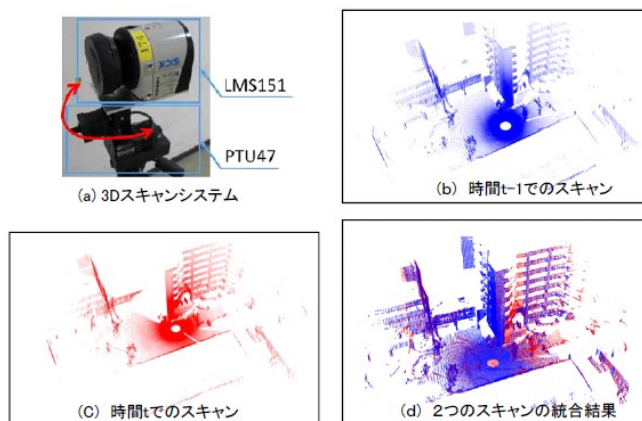 SICK
LMS151
PTU47
(a) 3Dスキャンシステム
(b) 時間t-1でのスキャン
(C) 時間tでのスキャン
(d) 2つのスキャンの統合結果